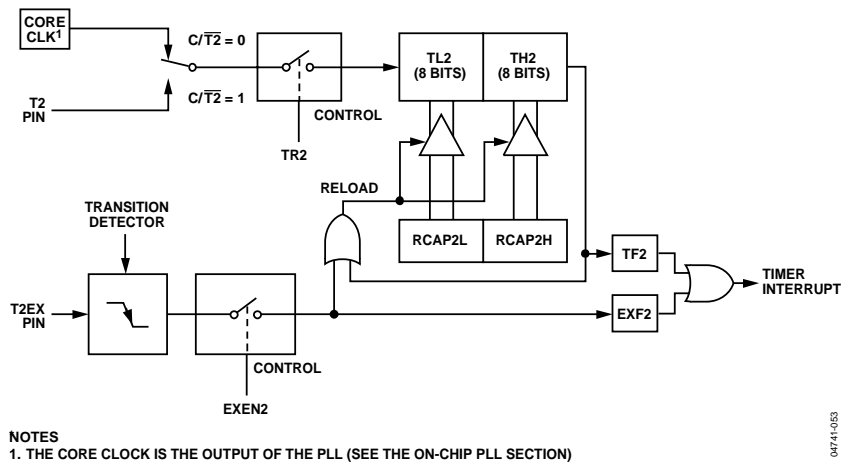 CORE
CLK1
C/T2 = 0
C/T2 = 1
T2
PIN
CONTROL
TR2
TL2
(8 BITS)
TH2
(8 BITS)
RELOAD
TRANSITION
DETECTOR
RCAP2L
RCAP2H
TF2
TIMER
INTERRUPT
T2EX
PIN
EXF2
CONTROL
EXEN2
NOTES
1. THE CORE CLOCK IS THE OUTPUT OF THE PLL (SEE THE ON-CHIP PLL SECTION)
04741-053